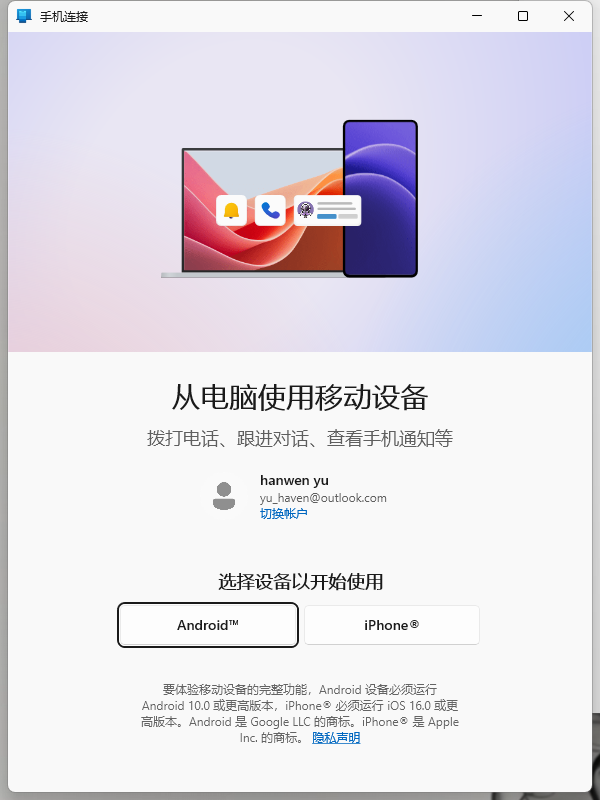 手机连接
从电脑使用移动设备
拨打电话、跟进对话、查看手机通知等
hanwen yu
yu_haven@outlook.com
切换帐户
选择设备以开始使用
Android™
iPhone®
要体验移动设备的完整功能，Android 设备必须运行
Android 10.0 或更高版本，iPhone® 必须运行 iOS 16.0 或更
高版本。Android 是 Google LLC 的商标。iPhone® 是 Apple
Inc. 的商标。 隐私声明